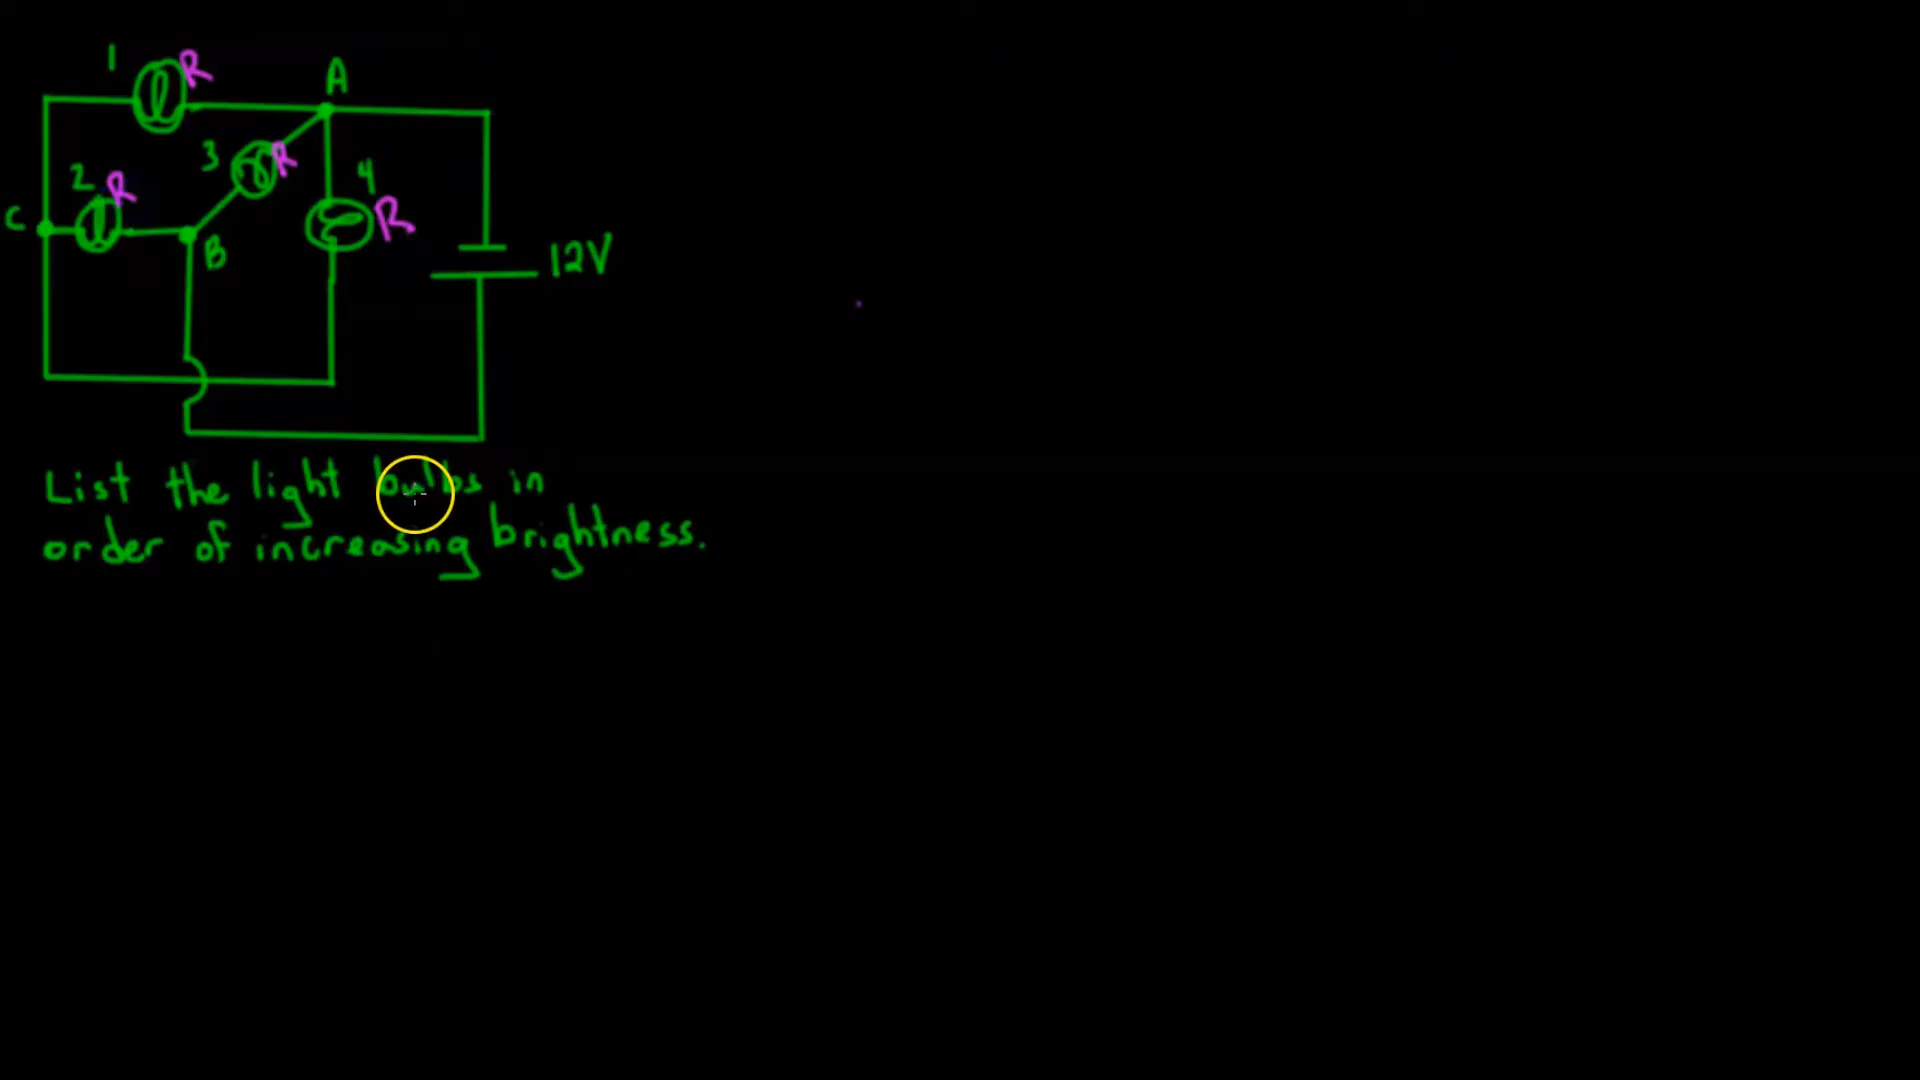 1 R
A
3 R
4 R
2 R
C
B
12V
List the light bulbs in
order of increasing brightness.